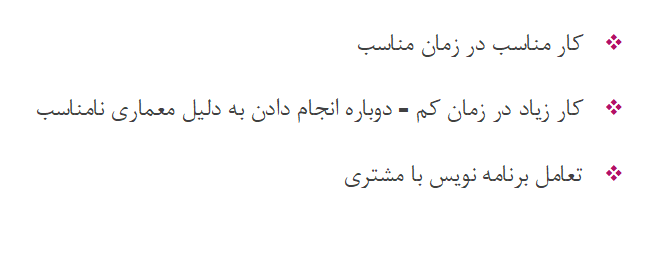 ❖ کار مناسب در زمان مناسب
❖ کار زیاد در زمان کم – دوباره انجام دادن به دلیل معماری نامناسب
❖ تعامل برنامه نویس با مشتری